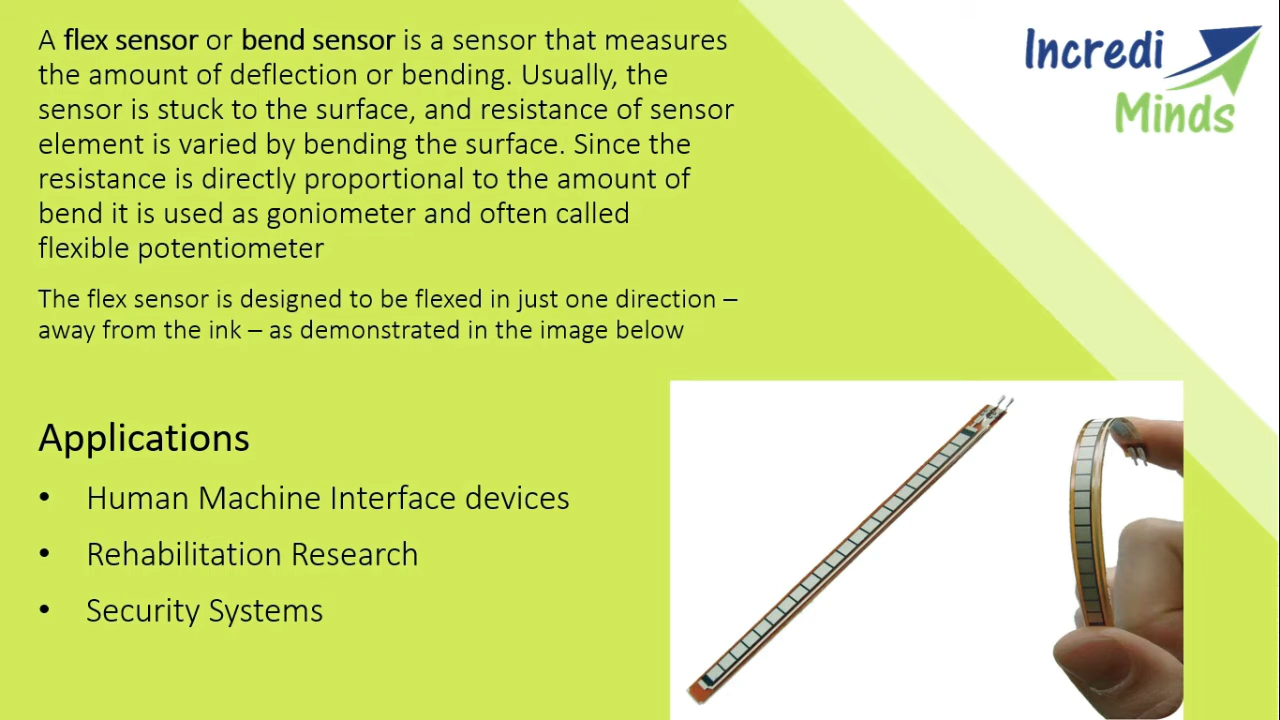 A flex sensor or bend sensor is a sensor that measures
the amount of deflection or bending. Usually, the
sensor is stuck to the surface, and resistance of sensor
element is varied by bending the surface. Since the
resistance is directly proportional to the amount of
bend it is used as goniometer and often called
flexible potentiometer
The flex sensor is designed to be flexed in just one direction –
away from the ink – as demonstrated in the image below
Applications
• Human Machine Interface devices
• Rehabilitation Research
• Security Systems
Incredi
Minds